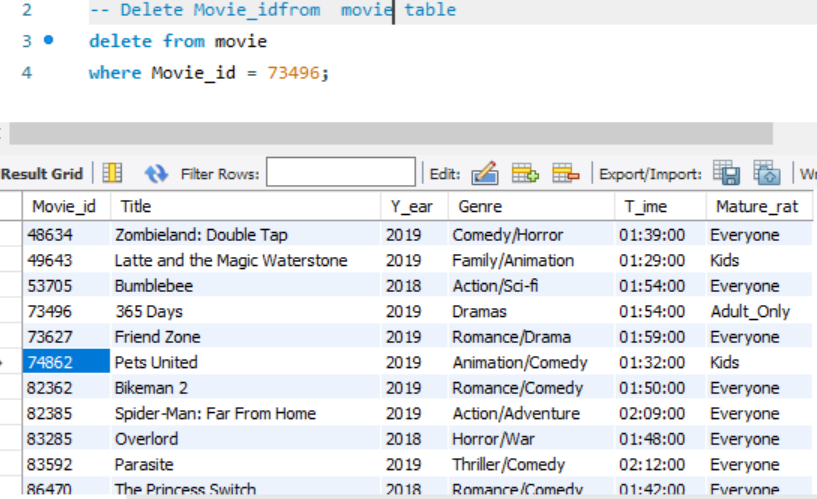 2 -- Delete Movie_idfrom  movie table
3 delete from movie
4 where Movie_id = 73496;
Result Grid Filter Rows: Edit: Export/Import: Wr
Movie_id Title Y_ear Genre T_ime Mature_rat
48634 Zombieland: Double Tap 2019 Comedy/Horror 01:39:00 Everyone
49643 Latte and the Magic Waterstone 2019 Family/Animation 01:29:00 Kids
53705 Bumblebee 2018 Action/Sci-fi 01:54:00 Everyone
73496 365 Days 2019 Dramas 01:54:00 Adult_Only
73627 Friend Zone 2019 Romance/Drama 01:59:00 Everyone
74862 Pets United 2019 Animation/Comedy 01:32:00 Kids
82362 Bikeman 2 2019 Romance/Comedy 01:50:00 Everyone
82385 Spider-Man: Far From Home 2019 Action/Adventure 02:09:00 Everyone
83285 Overlord 2018 Horror/War 01:48:00 Everyone
83592 Parasite 2019 Thriller/Comedy 02:12:00 Everyone
86470 The Princess Switch 2018 Romance/Comedy 01:42:00 Everyone